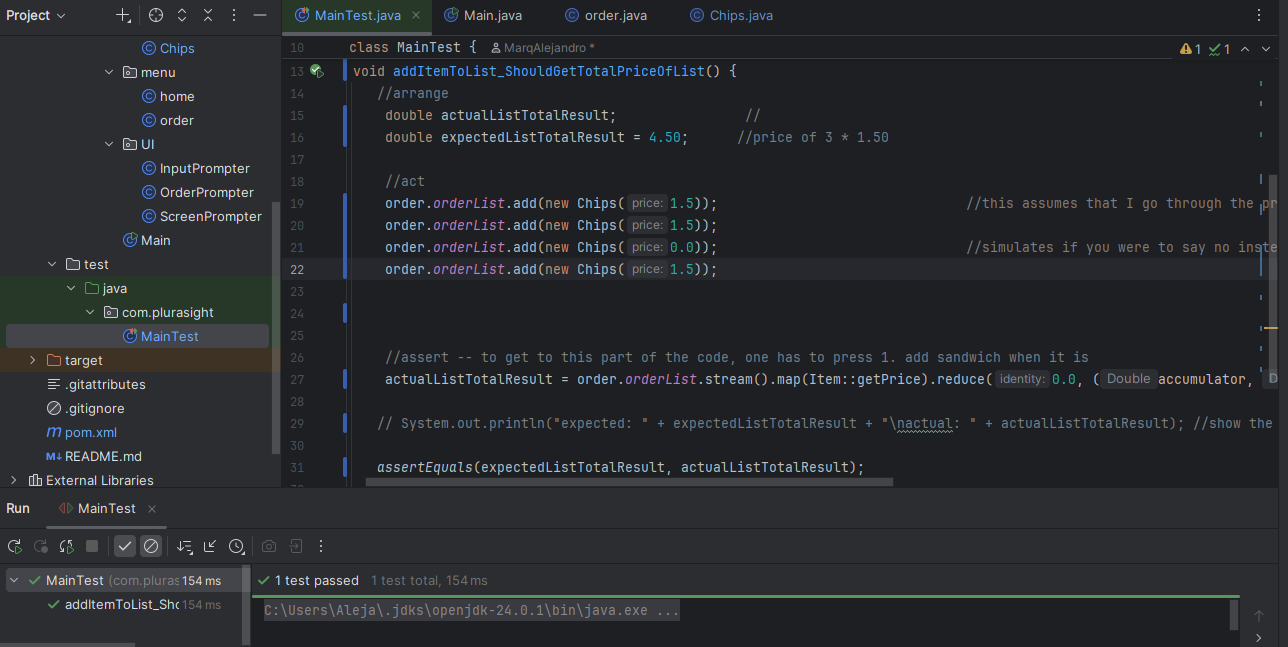 Project
MainTest.java
Main.java
order.java
Chips.java
Chips
menu
home
order
UI
InputPrompter
OrderPrompter
ScreenPrompter
Main
test
java
com.plurasight
MainTest
target
.gitattributes
.gitignore
pom.xml
README.md
External Libraries
10 class MainTest { MarqAlejandro *
1 1
13 void addItemToList_ShouldGetTotalPriceOfList() {
14 //arrange
15 double actualListTotalResult; //
16 double expectedListTotalResult = 4.50; //price of 3 * 1.50
17
18 //act
19 order.orderList.add(new Chips( price: 1.5)); //this assumes that I go through the pr
20 order.orderList.add(new Chips( price: 1.5));
21 order.orderList.add(new Chips( price: 0.0)); //simulates if you were to say no inste
22 order.orderList.add(new Chips( price: 1.5));
23
24
25
26 //assert -- to get to this part of the code, one has to press 1. add sandwich when it is
27 actualListTotalResult = order.orderList.stream().map(Item::getPrice).reduce( identity: 0.0, ( Double accumulator, D
28
29 // System.out.println("expected: " + expectedListTotalResult + "\nactual: " + actualListTotalResult); //show the
30
31 assertEquals(expectedListTotalResult, actualListTotalResult);
Run MainTest
MainTest (com.pluras 154 ms
addItemToList_Sho 154 ms
1 test passed 1 test total, 154 ms
C:\Users\Aleja\.jdks\openjdk-24.0.1\bin\java.exe ...